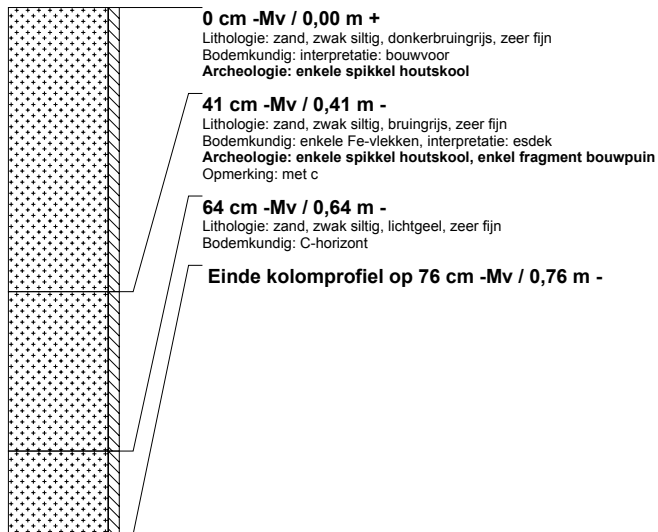 0 cm -Mv / 0,00 m +
Lithologie: zand, zwak siltig, donkerbruingrijs, zeer fijn
Bodemkundig: interpretatie: bouwvoor
Archeologie: enkele spikkel houtskool
41 cm -Mv / 0,41 m -
Lithologie: zand, zwak siltig, bruingrijs, zeer fijn
Bodemkundig: enkele Fe-vlekken, interpretatie: esdek
Archeologie: enkele spikkel houtskool, enkel fragment bouwpuin
Opmerking: met c
64 cm -Mv / 0,64 m -
Lithologie: zand, zwak siltig, lichtgeel, zeer fijn
Bodemkundig: C-horizont
Einde kolomprofiel op 76 cm -Mv / 0,76 m -